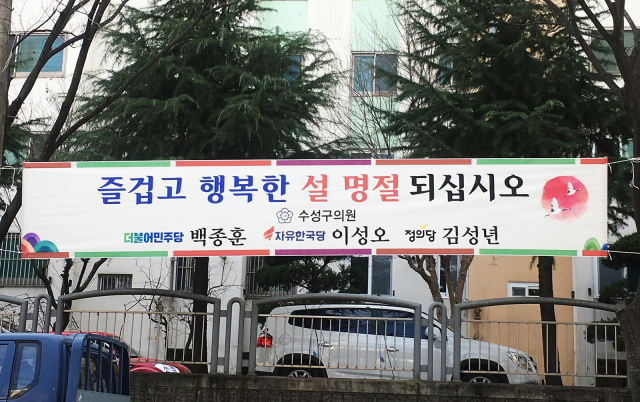 즐겁고 행복한 설 명절 되십시오
수성구의원
더불어민주당 백종훈 자유한국당 이성오 정의당 김성년